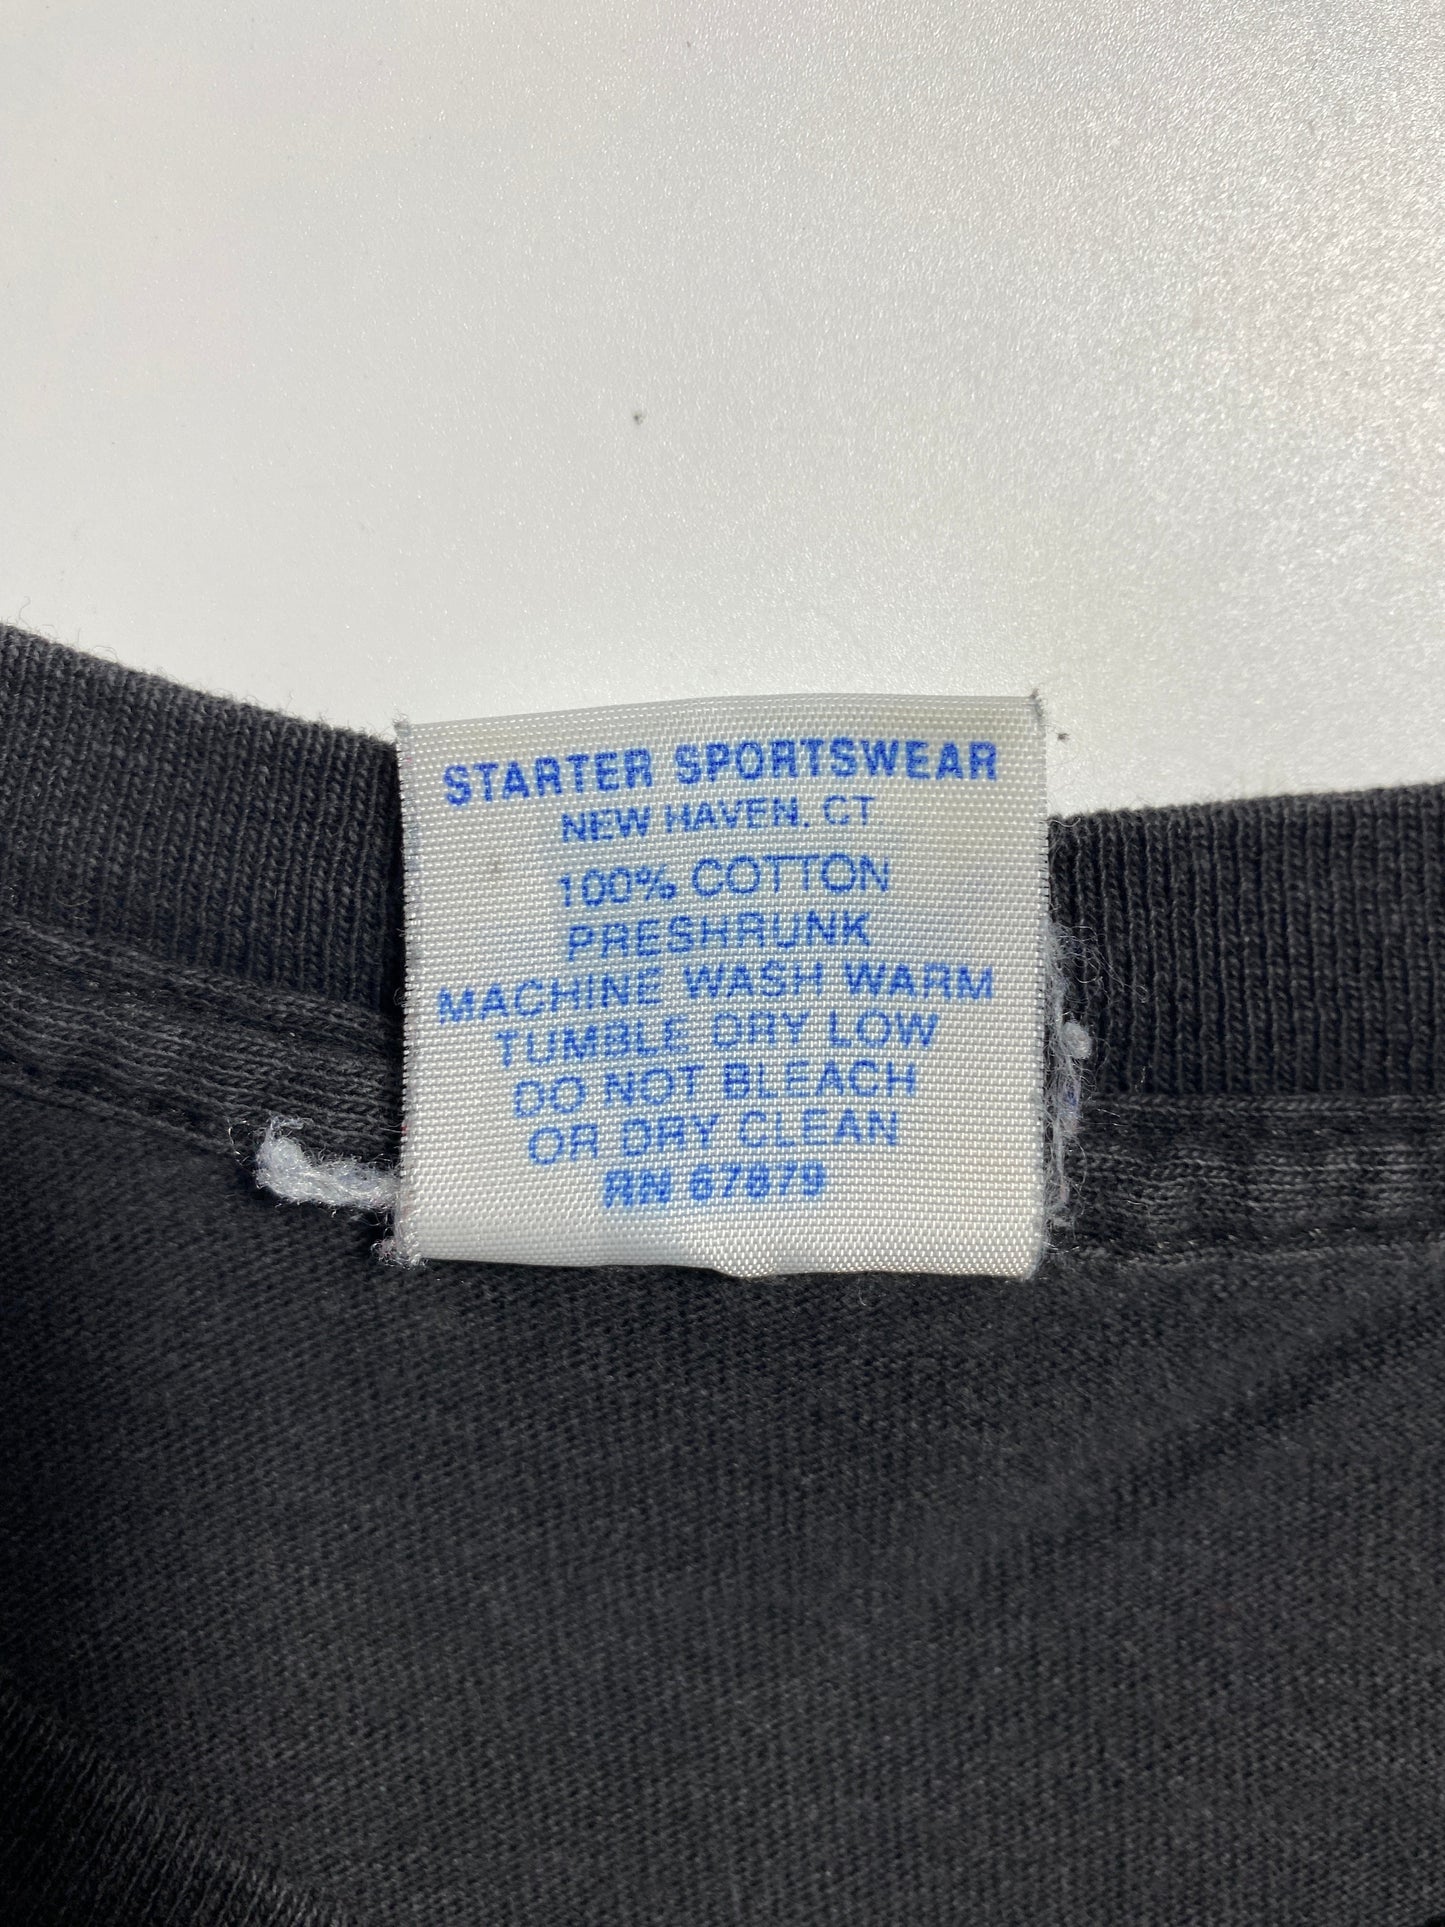 STARTER SPORTSWEAR
NEW HAVEN, CT
100% COTTON
PRESHRUNK
MACHINE WASH WARM
TUMBLE DRY LOW
DO NOT BLEACH
OR DRY CLEAN
RN 67879